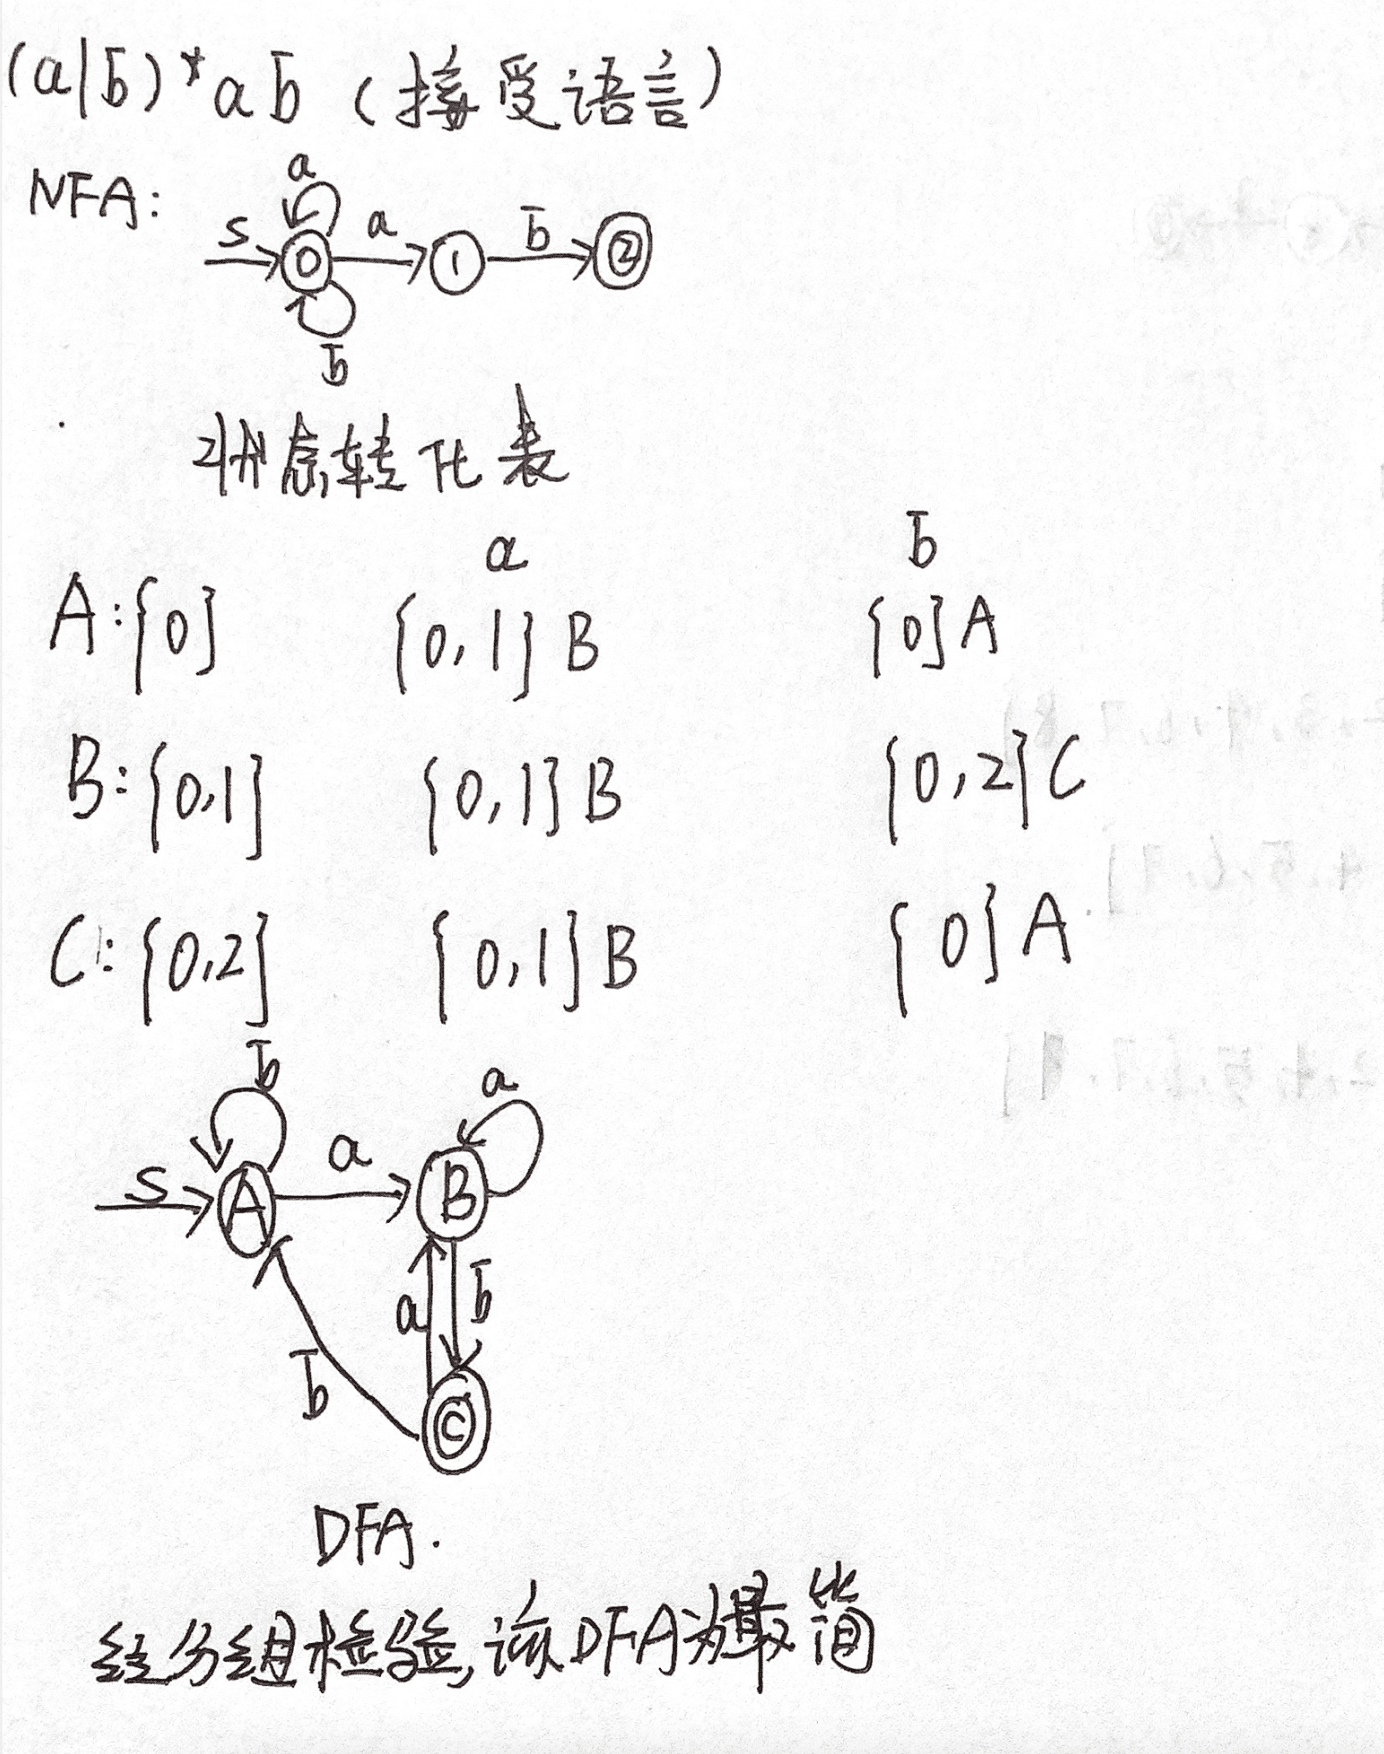 (a|b)*ab (接受语言)
NFA:
a
s 0 a 1 b 2
b
状态转化表
a b
A:{0} {0,1} B {0} A
B:{0,1} {0,1} B {0,2} C
C:{0,2} {0,1} B {0} A
b a
s A a B
a b
b
C
DFA.
经分组检验,该DFA为最简